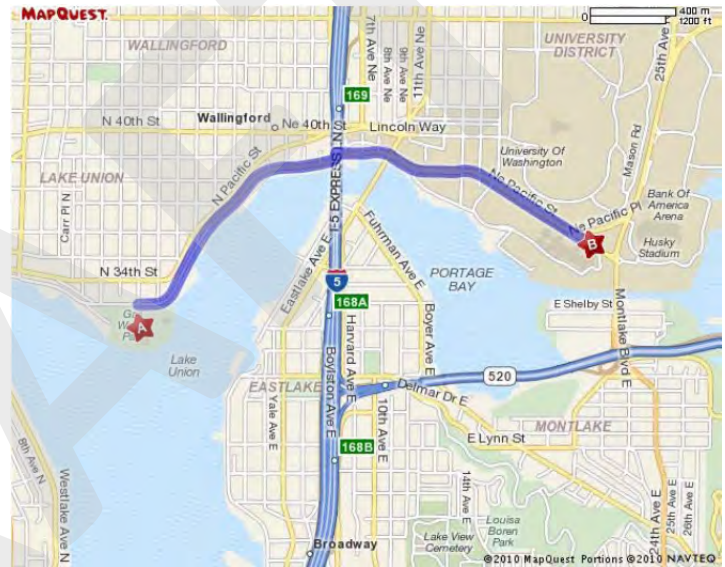 MAPQUEST.
0 400 m
1200 ft
WALLINGFORD
7th Ave Ne
8th Ave Ne
9th Ave Ne
11th Ave Ne
UNIVERSITY
DISTRICT
25th Ave E
169
N 40th St
Wallingford
Ne 40th St
Lincoln Way
Mason Rd
University Of
Washington
LAKE UNION
N Pacific St
I-5 EXPRESS LN
Ne Pacific St
Ne Pacific Pl
Bank Of
America
Arena
Carr Pl N
B
Husky
Stadium
Fuhrman Ave E
Eastlake Ave E
N 34th St
PORTAGE
BAY
5
168A
E Shelby St
A
Lake
Union
Harvard Ave E
Boyer Ave E
Montlake Blvd E
Boylston Ave E
520
EASTLAKE
Delmar Dr E
Yale Ave E
10th Ave E
MONTLAKE
E Lynn St
8th Ave N
168B
Westlake Ave N
14th Ave E
24th Ave E
25th Ave E
26th Ave E
Louisa
Boren
Park
Lake View
Cemetery
Broadway
©2010 MapQuest Portions ©2010 NAVTEQ